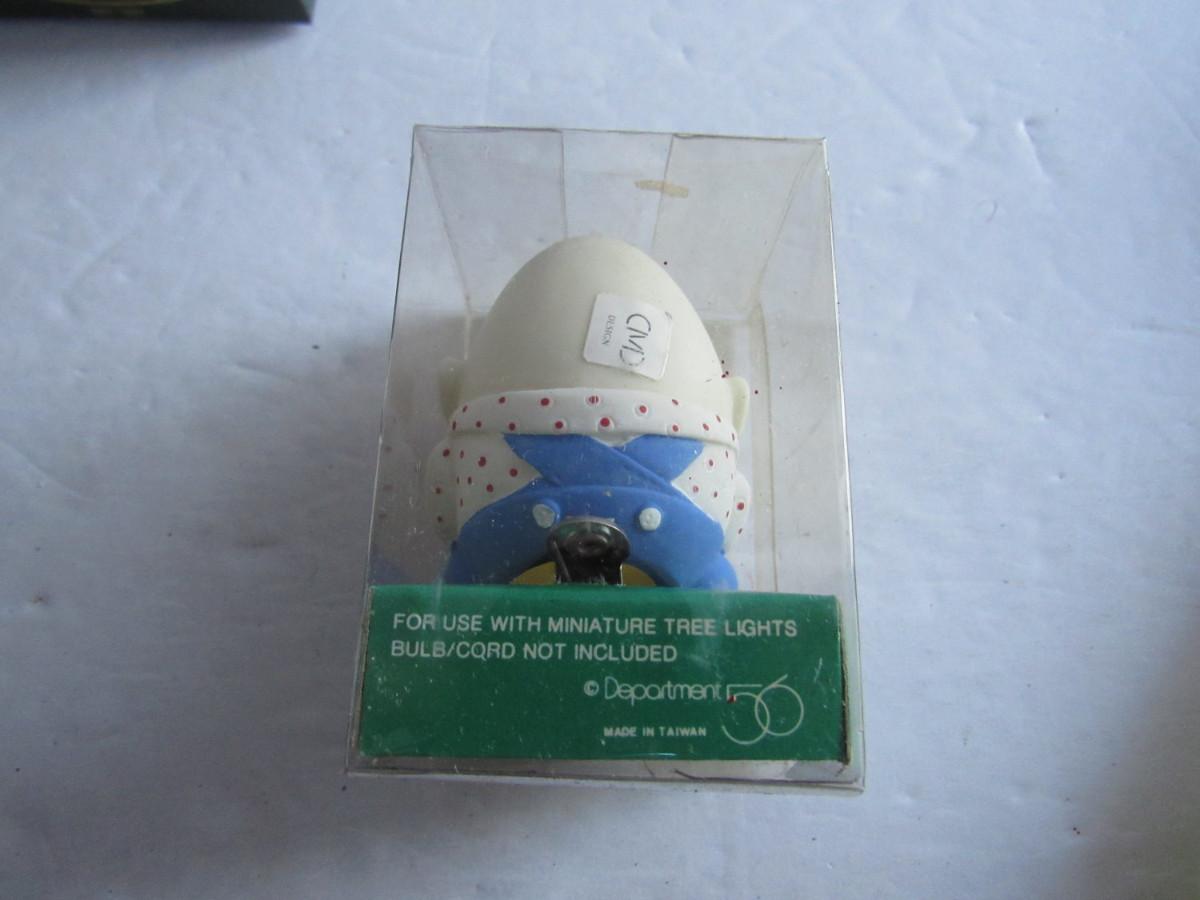 CMD
DESIGN
FOR USE WITH MINIATURE TREE LIGHTS
BULB/CORD NOT INCLUDED
© Department 56
MADE IN TAIWAN